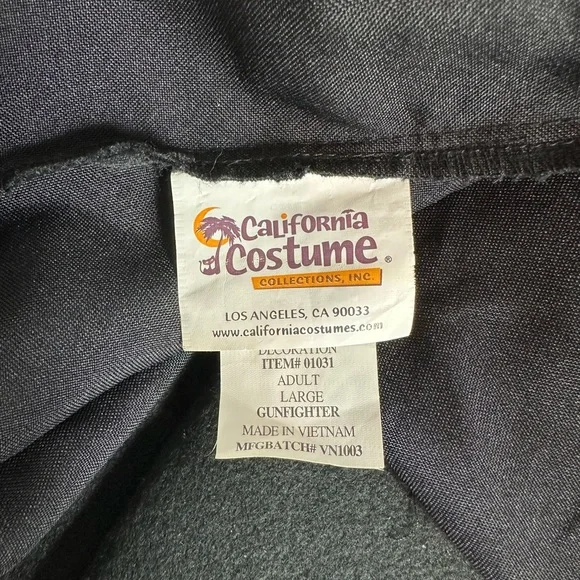 California
Costume®
COLLECTIONS, INC.
LOS ANGELES, CA 90033
www.californiacostumes.com
DECORATION
ITEM# 01031
ADULT
LARGE
GUNFIGHTER
MADE IN VIETNAM
MFGBATCH# VN1003